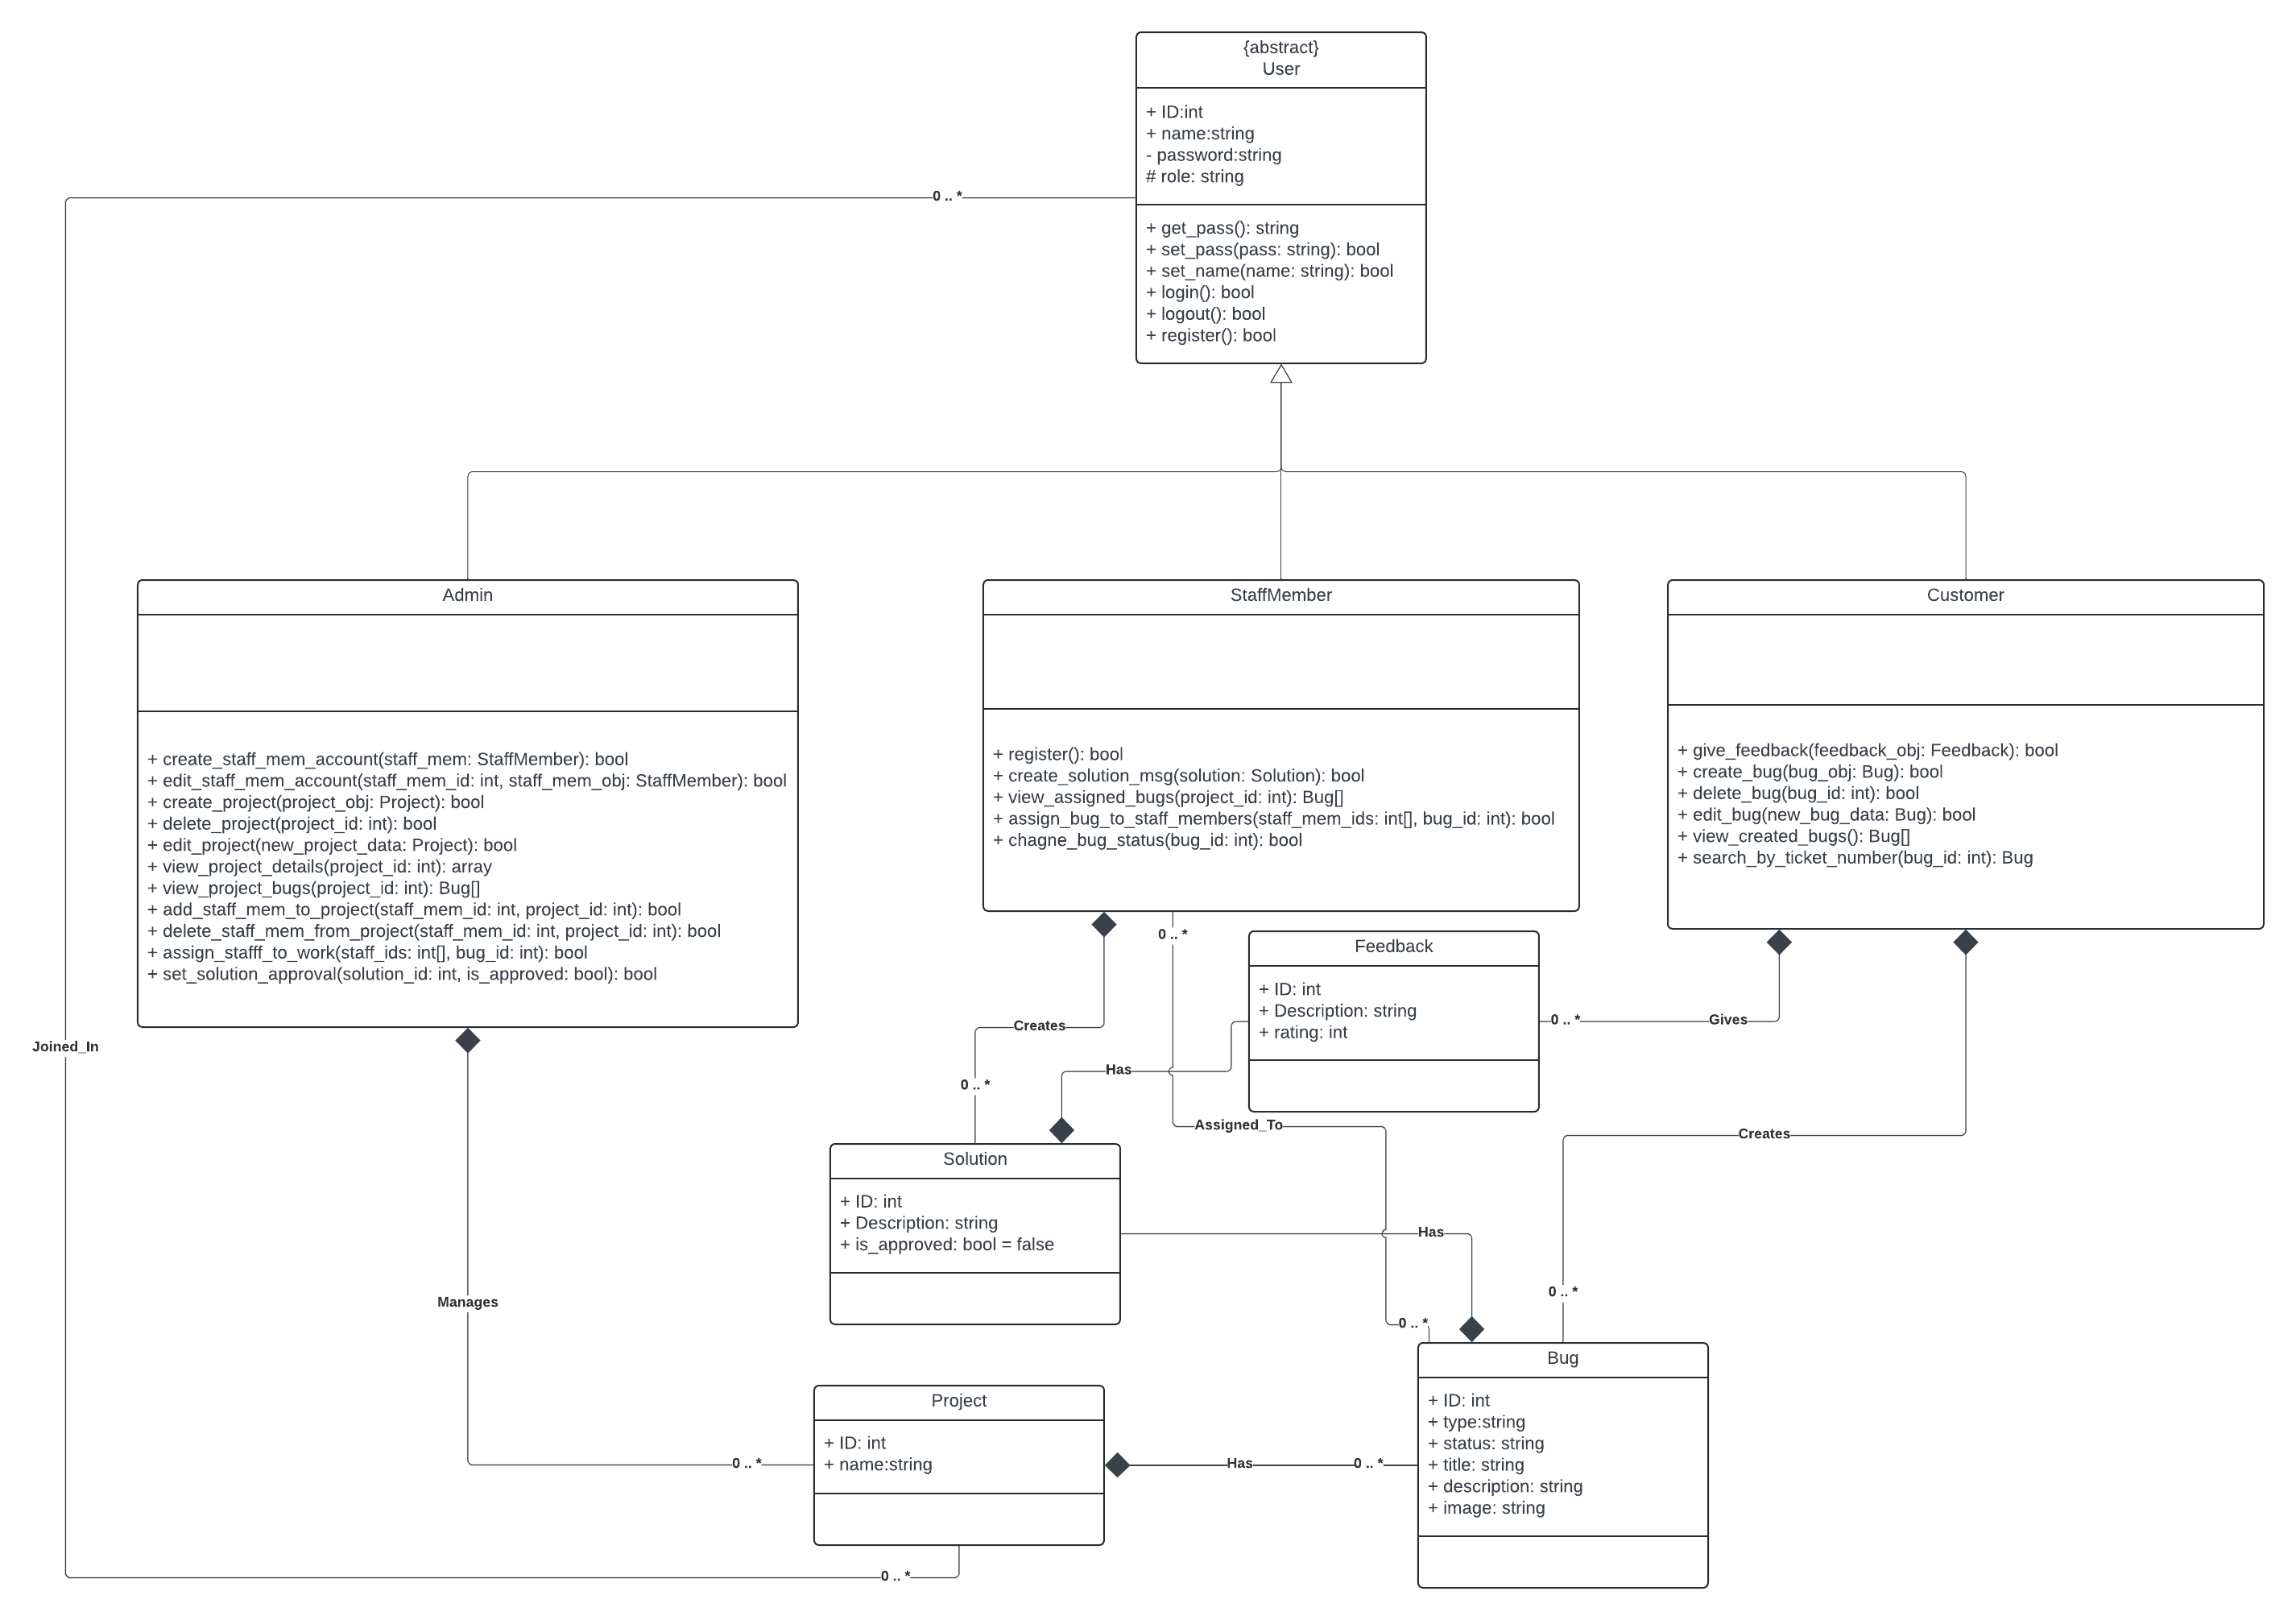 {abstract}
User
+ ID:int
+ name:string
- password:string
# role: string
0 .. *
+ get_pass(): string
+ set_pass(pass: string): bool
+ set_name(name: string): bool
+ login(): bool
+ logout(): bool
+ register(): bool
Admin
+ create_staff_mem_account(staff_mem: StaffMember): bool
+ edit_staff_mem_account(staff_mem_id: int, staff_mem_obj: StaffMember): bool
+ create_project(project_obj: Project): bool
+ delete_project(project_id: int): bool
+ edit_project(new_project_data: Project): bool
+ view_project_details(project_id: int): array
+ view_project_bugs(project_id: int): Bug[]
+ add_staff_mem_to_project(staff_mem_id: int, project_id: int): bool
+ delete_staff_mem_from_project(staff_mem_id: int, project_id: int): bool
+ assign_stafff_to_work(staff_ids: int[], bug_id: int): bool
+ set_solution_approval(solution_id: int, is_approved: bool): bool
StaffMember
+ register(): bool
+ create_solution_msg(solution: Solution): bool
+ view_assigned_bugs(project_id: int): Bug[]
+ assign_bug_to_staff_members(staff_mem_ids: int[], bug_id: int): bool
+ chagne_bug_status(bug_id: int): bool
Customer
+ give_feedback(feedback_obj: Feedback): bool
+ create_bug(bug_obj: Bug): bool
+ delete_bug(bug_id: int): bool
+ edit_bug(new_bug_data: Bug): bool
+ view_created_bugs(): Bug[]
+ search_by_ticket_number(bug_id: int): Bug
0 .. *
Feedback
+ ID: int
+ Description: string
+ rating: int
0 .. *
Gives
Creates
Joined_In
Has
0 .. *
Assigned_To
Creates
Solution
+ ID: int
+ Description: string
+ is_approved: bool = false
Has
0 .. *
Manages
0 .. *
Bug
+ ID: int
+ type:string
+ status: string
+ title: string
+ description: string
+ image: string
Project
+ ID: int
+ name:string
0 .. *
Has
0 .. *
0 .. *